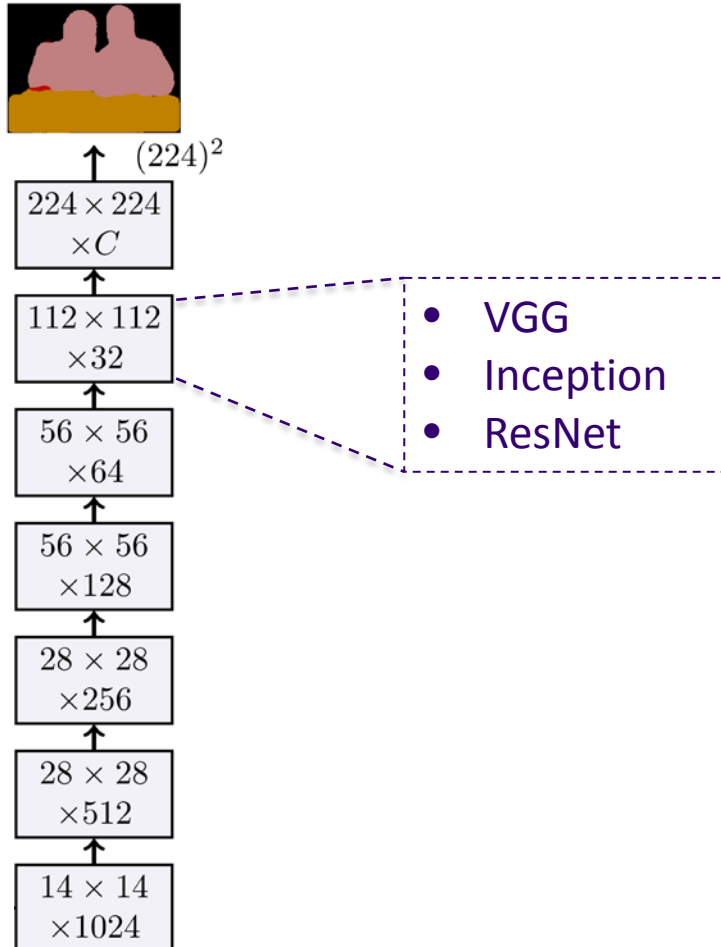 (224)²
224 × 224
×C
112 × 112
×32
• VGG
• Inception
• ResNet
56 × 56
×64
56 × 56
×128
28 × 28
×256
28 × 28
×512
14 × 14
×1024